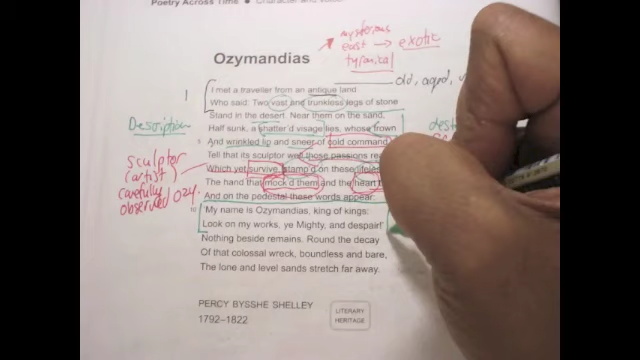 Poetry Across Time • Character and voice
mysterious
east → exotic
tyranical
Ozymandias
old, aged,
1
I met a traveller from an antique land
Who said: Two vast and trunkless legs of stone
Stand in the desert. Near them on the sand,
Description
Half sunk, a shatter'd visage lies, whose frown
5 And wrinkled lip and sneer of cold command
Tell that its sculptor well those passions
sculptor
(artist)
carefully
observed Ozy.
Which yet survive, stamp'd on these
The hand that mock'd them and the heart
And on the pedestal these words appear:
10 'My name is Ozymandias, king of kings:
Look on my works, ye Mighty, and despair!'
Nothing beside remains. Round the decay
Of that colossal wreck, boundless and bare,
The lone and level sands stretch far away.
PERCY BYSSHE SHELLEY
1792–1822
LITERARY
HERITAGE